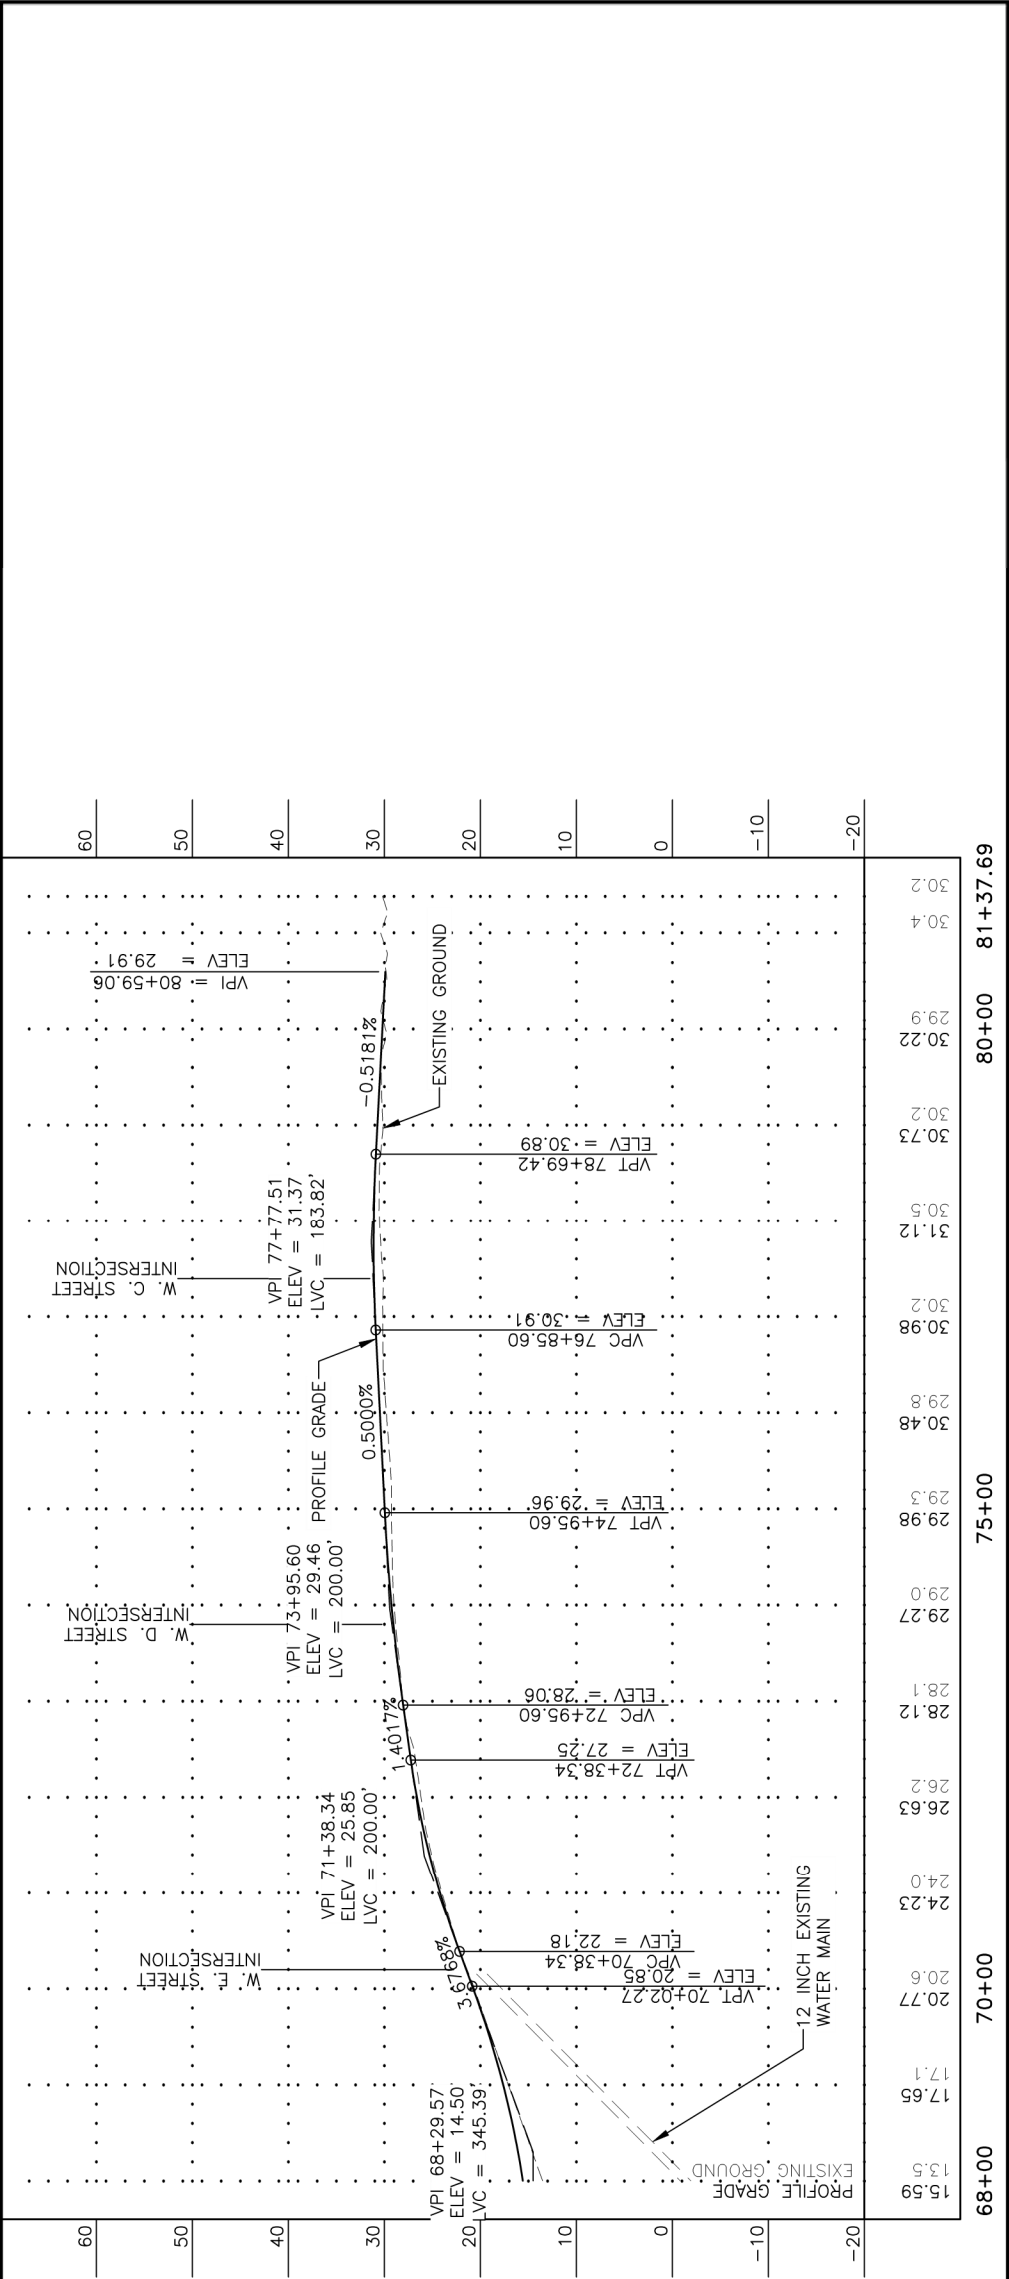 60
50
40
30
20
10
0
-10
-20
W. E. STREET
INTERSECTION
W. D. STREET
INTERSECTION
W. C. STREET
INTERSECTION
VPI = 80+59.06
ELEV = 29.91
VPI 68+29.57
ELEV = 14.50
LVC = 345.39'
3.6768%
VPI 71+38.34
ELEV = 25.85
LVC = 200.00'
1.4017%
VPI 73+95.60
ELEV = 29.46
LVC = 200.00'
PROFILE GRADE
0.5000%
VPI 77+77.51
ELEV = 31.37
LVC = 183.82'
-0.5181%
EXISTING GROUND
VPT 70+02.27
ELEV = 20.85
VPC 70+38.34
ELEV = 22.18
VPT 72+38.34
ELEV = 27.25
VPC 72+95.60
ELEV = 28.06
VPT 74+95.60
ELEV = 29.96
VPC 76+85.60
ELEV = 30.91
VPT 78+69.42
ELEV = 30.89
12 INCH EXISTING
WATER MAIN
PROFILE GRADE
EXISTING GROUND
60
50
40
30
20
10
0
-10
-20
15.59
13.5
17.65
17.1
20.77
20.6
24.23
24.0
26.63
26.2
28.12
28.1
29.27
29.0
29.98
29.3
30.48
29.8
30.98
30.2
31.12
30.5
30.73
30.2
30.22
29.9
30.4
30.2
68+00
70+00
75+00
80+00
81+37.69